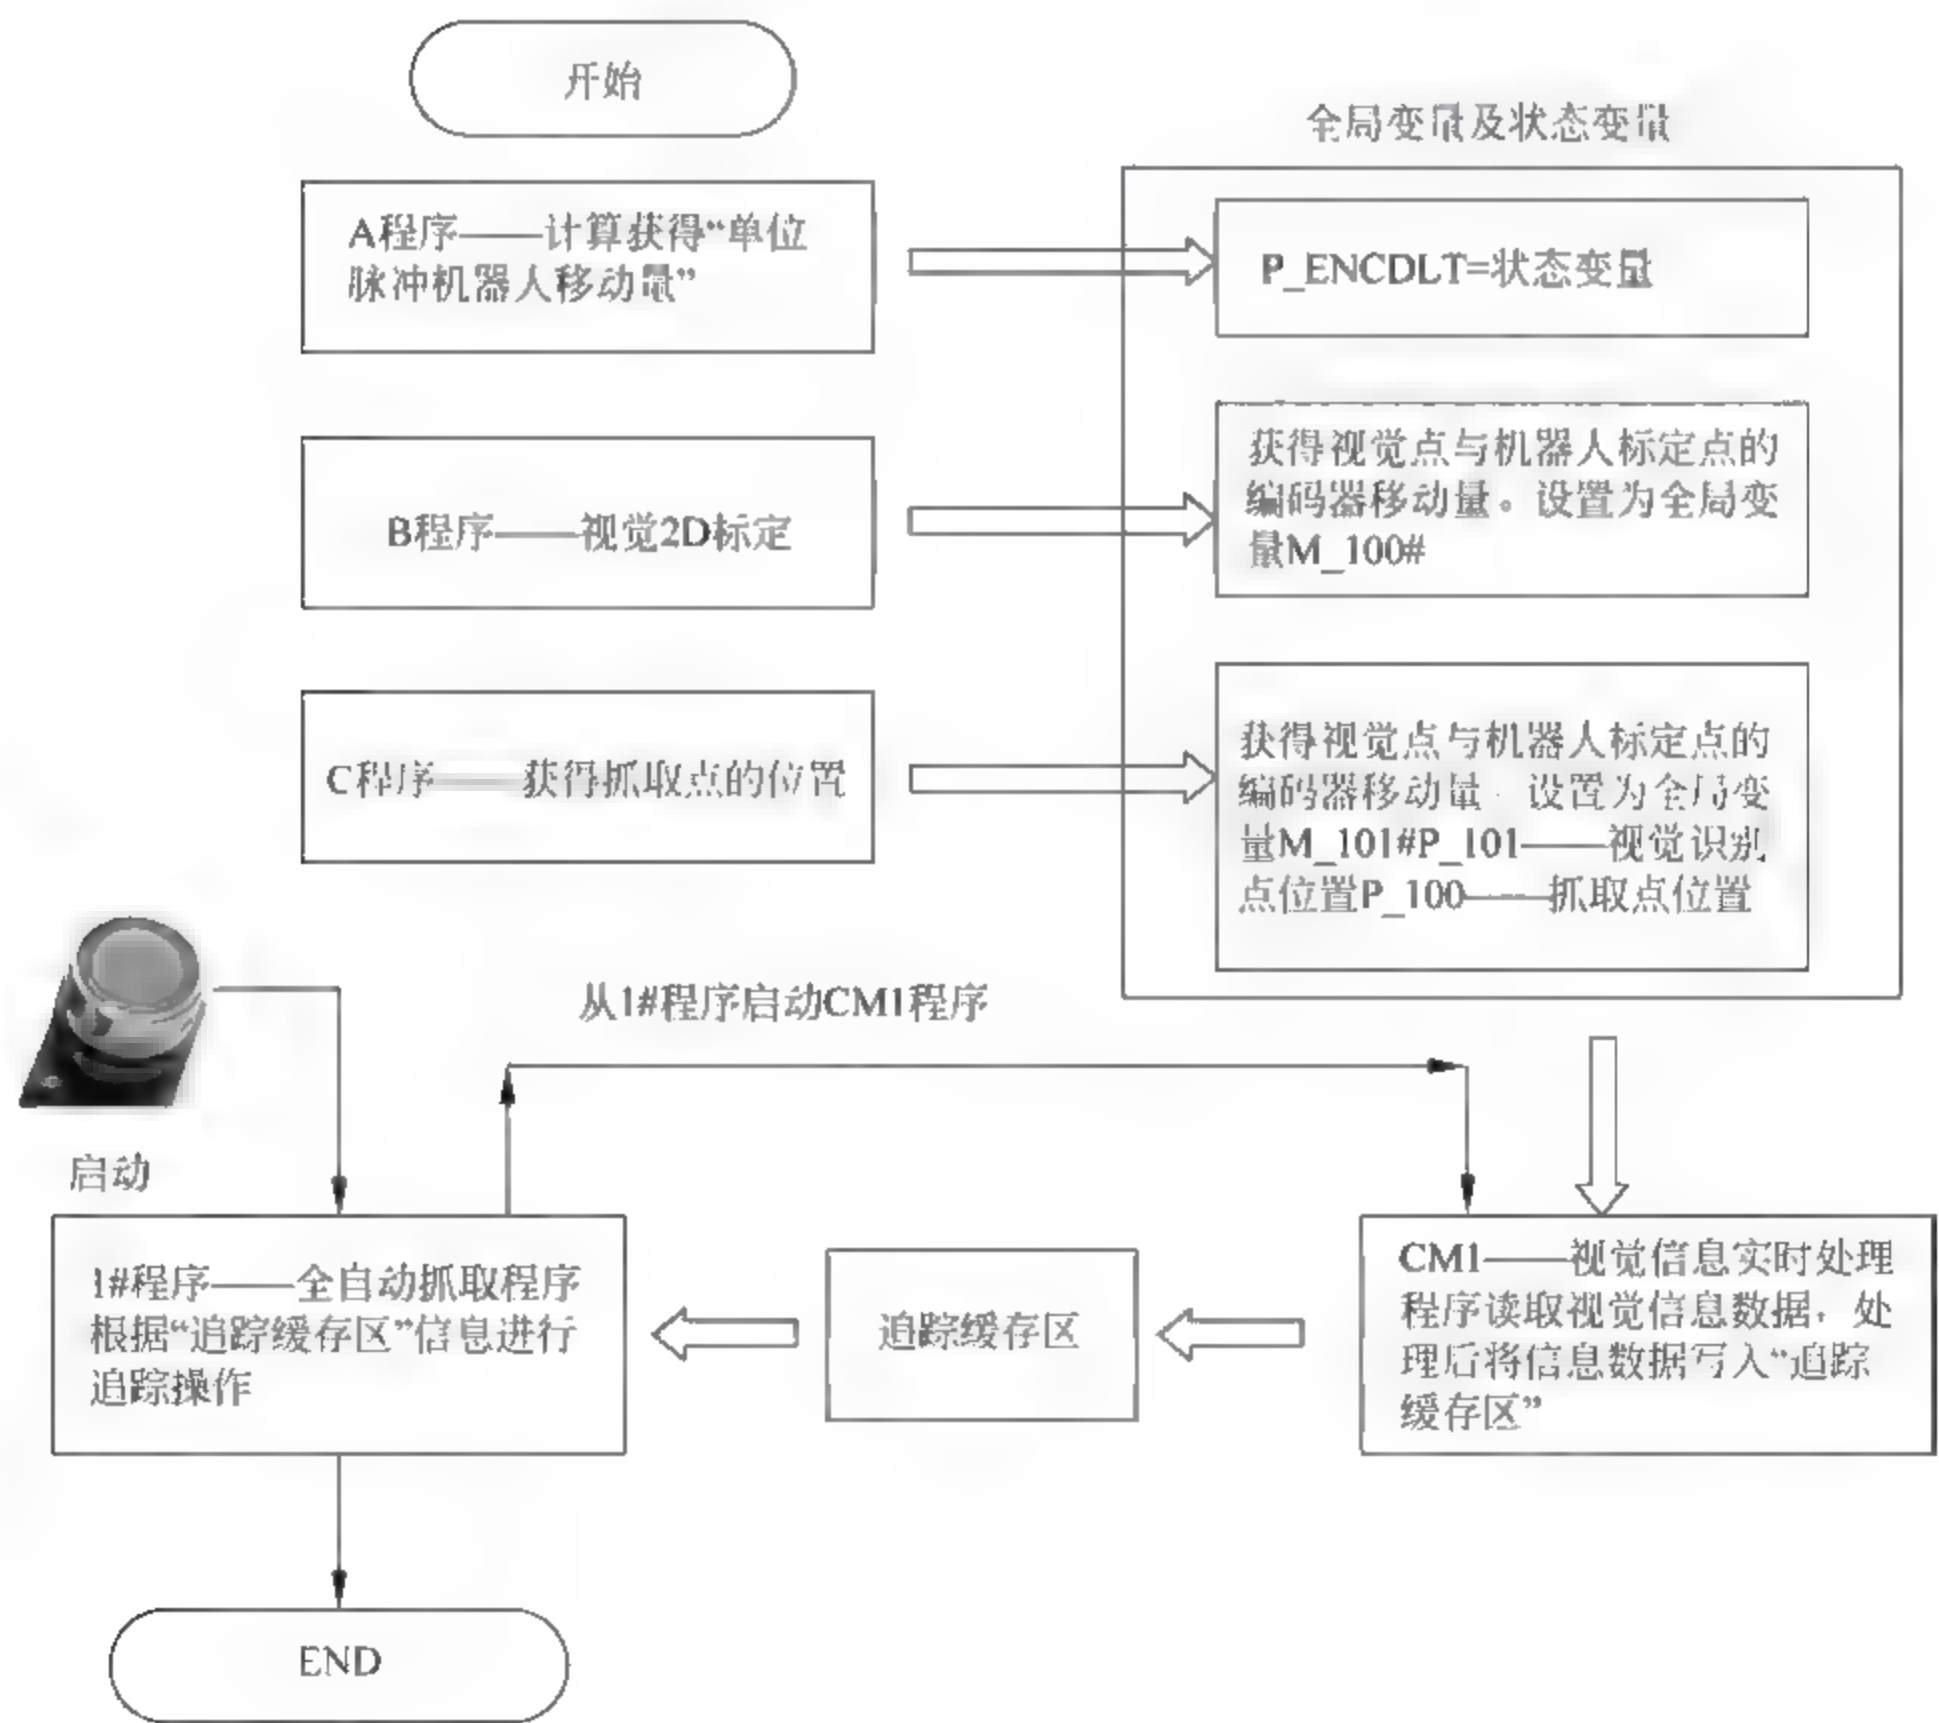 开始
全局变量及状态变量
A程序——计算获得“单位
脉冲机器人移动量”
P_ENCDLT=状态变量
B程序——视觉2D标定
获得视觉点与机器人标定点的
编码器移动量。设置为全局变
量M_100#
C程序——获得抓取点的位置
获得视觉点与机器人标定点的
编码器移动量 设置为全局变
量M_101#P_101——视觉识别
点位置P_100——抓取点位置
从1#程序启动CM1程序
启动
1#程序——全自动抓取程序
根据“追踪缓存区”信息进行
追踪操作
追踪缓存区
CM1——视觉信息实时处理
程序读取视觉信息数据，处
理后将信息数据写入“追踪
缓存区”
END